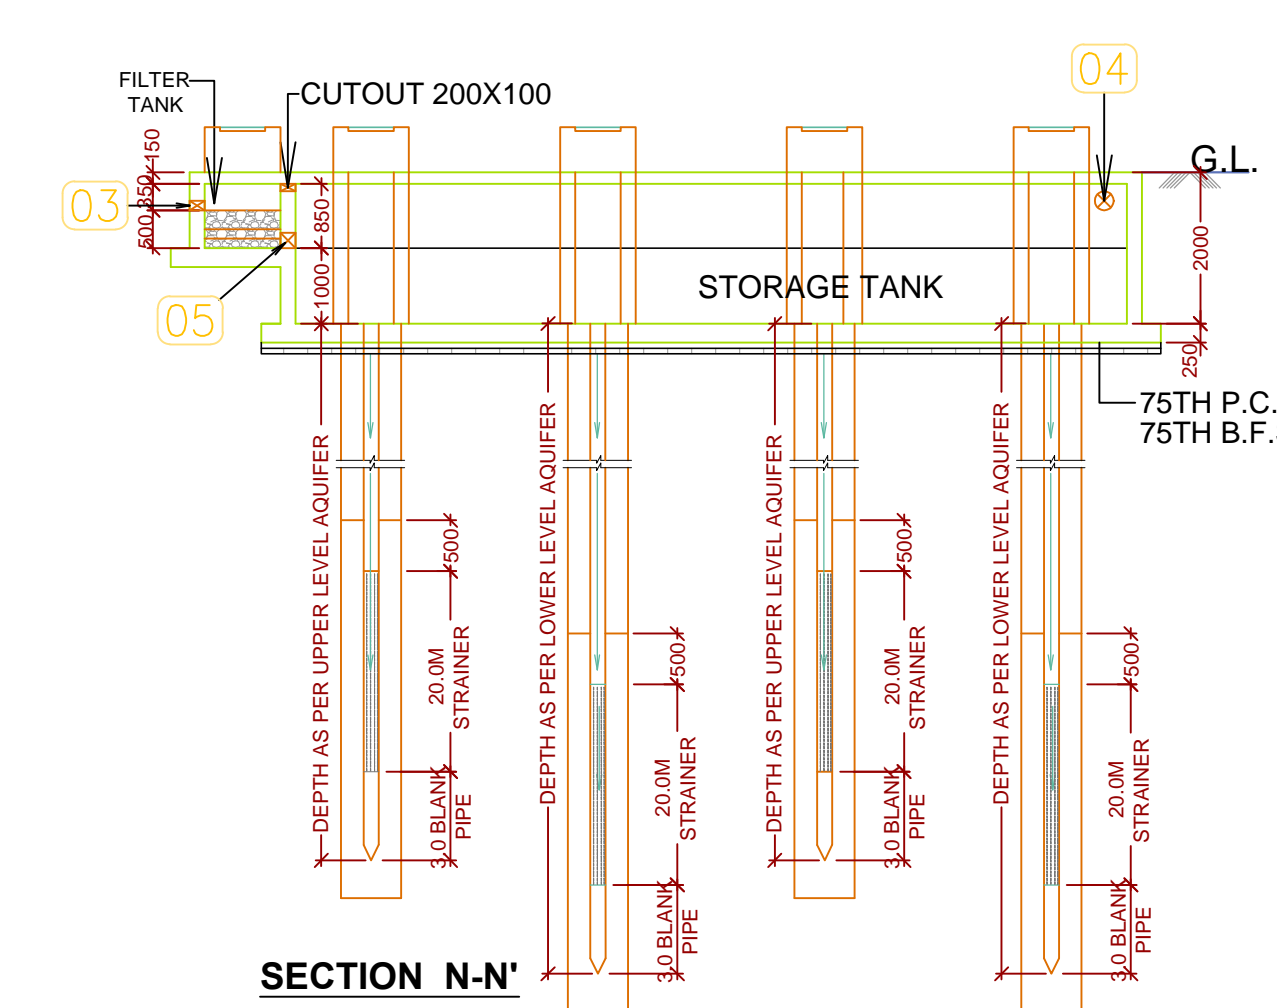 FILTER
TANK
CUTOUT 200X100
04
G.L.
150
350
03
500
850
2000
1000
STORAGE TANK
05
250
75TH P.C.
75TH B.F.
DEPTH AS PER UPPER LEVEL AQUIFER
500
20.0M
STRAINER
3.0 BLANK
PIPE
DEPTH AS PER LOWER LEVEL AQUIFER
500
20.0M
STRAINER
3.0 BLANK
PIPE
DEPTH AS PER UPPER LEVEL AQUIFER
500
20.0M
STRAINER
3.0 BLANK
PIPE
DEPTH AS PER LOWER LEVEL AQUIFER
500
20.0M
STRAINER
3.0 BLANK
PIPE
SECTION N-N'